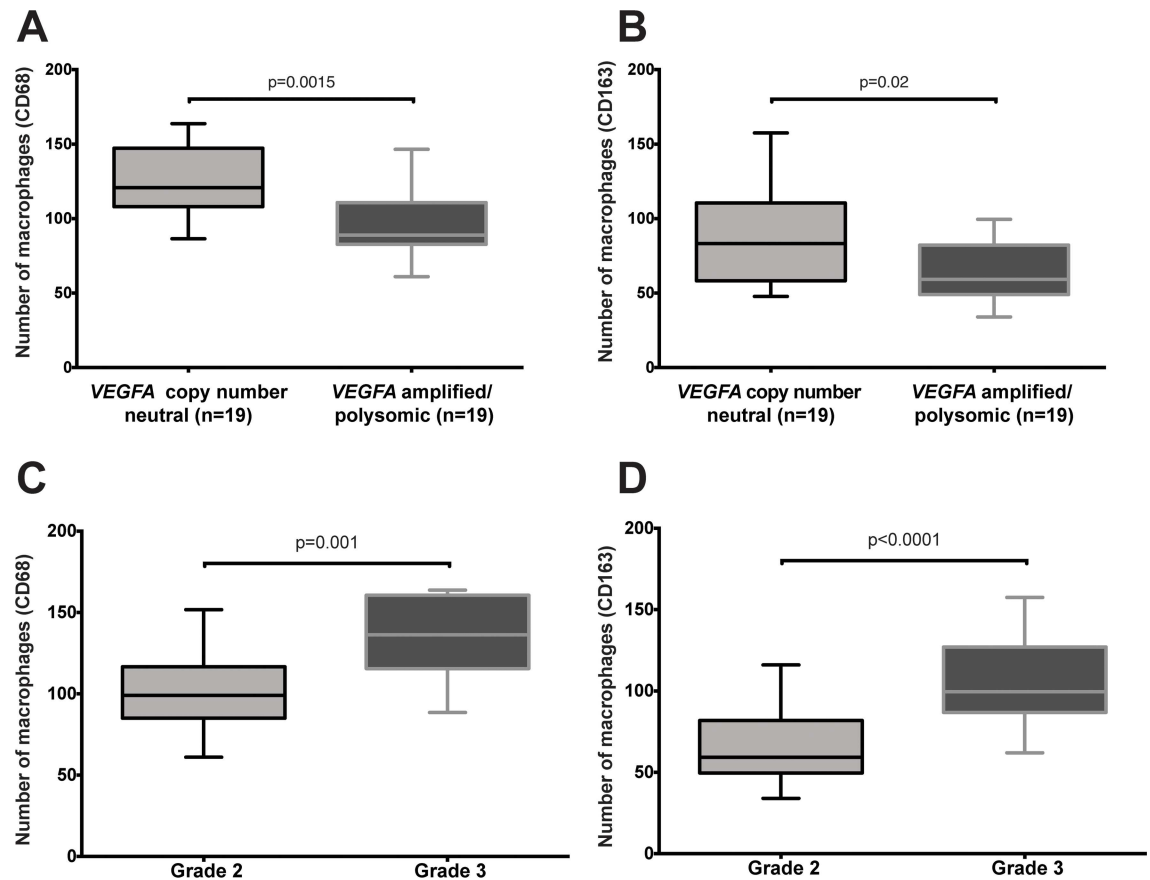 A
Number of macrophages (CD68)
200
150
100
50
0
p=0.0015
VEGFA copy number
neutral (n=19)
VEGFA amplified/
polysomic (n=19)
B
Number of macrophages (CD163)
200
150
100
50
0
p=0.02
VEGFA copy number
neutral (n=19)
VEGFA amplified/
polysomic (n=19)
C
Number of macrophages (CD68)
200
150
100
50
0
p=0.001
Grade 2
Grade 3
D
Number of macrophages (CD163)
200
150
100
50
0
p<0.0001
Grade 2
Grade 3